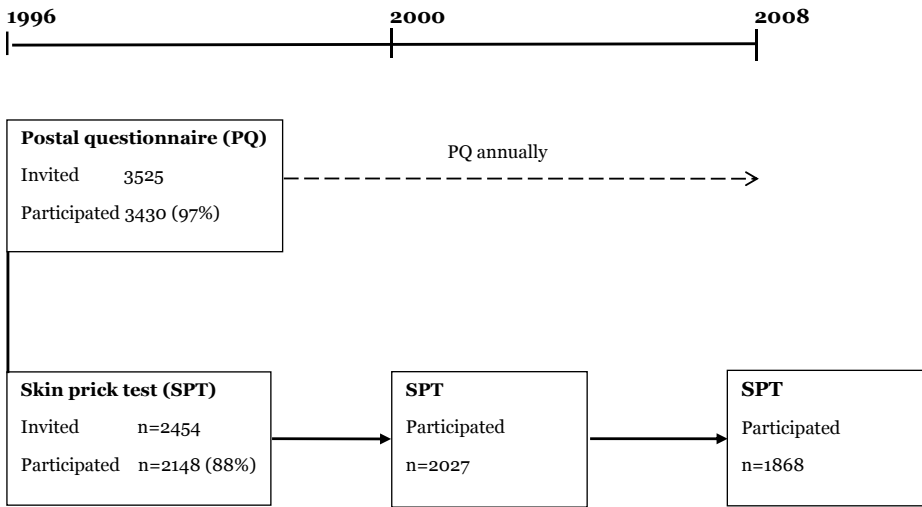 1996 2000 2008
Postal questionnaire (PQ)
Invited 3525
Participated 3430 (97%)
PQ annually
Skin prick test (SPT)
Invited n=2454
Participated n=2148 (88%)
SPT
Participated
n=2027
SPT
Participated
n=1868